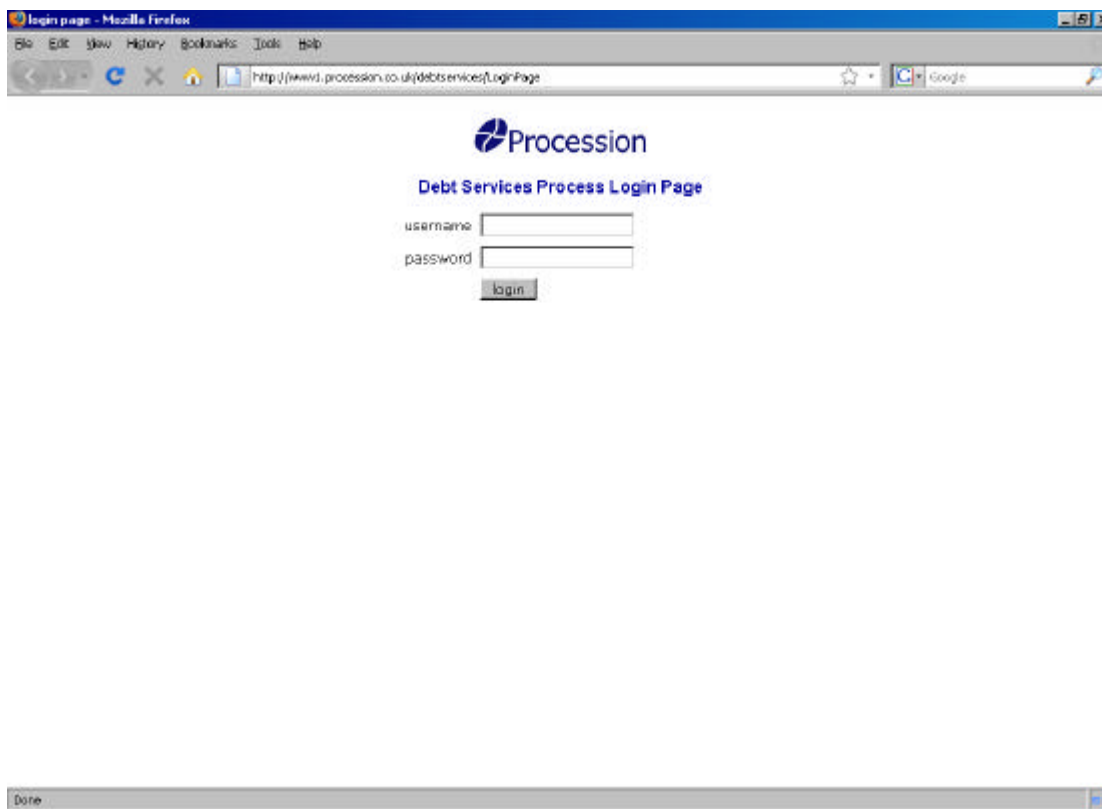 login page - Mozilla Firefox
File Edit View History Bookmarks Tools Help
http://www1.procession.co.uk/debtservices/LoginPage
Google
Procession
Debt Services Process Login Page
username
password
login
Done